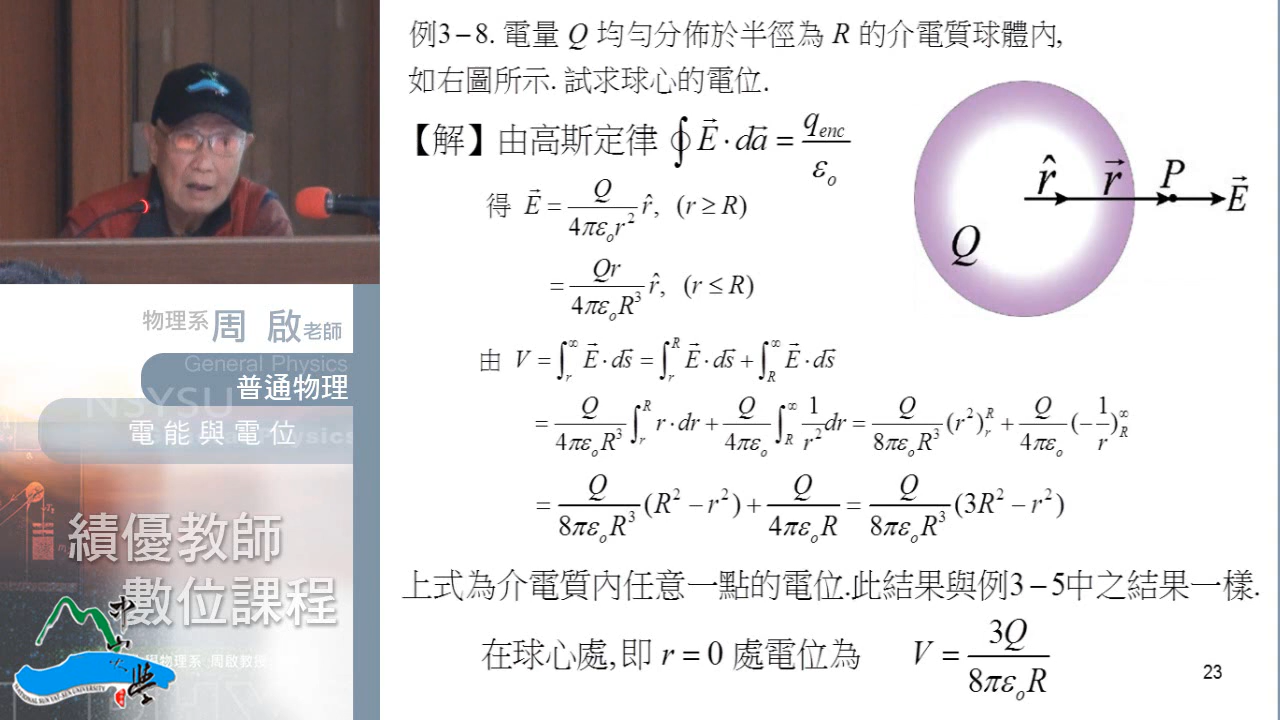 例3－8. 電量 Q 均勻分佈於半徑為 R 的介電質球體內,
如右圖所示. 試求球心的電位.
【解】由高斯定律 ∮E⃗·da⃗ = q_enc/ε_o
得 E⃗ = Q/(4πε_o r²) r̂, (r ≥ R)
= Qr/(4πε_o R³) r̂, (r ≤ R)
r̂ r⃗ P E⃗
Q
由 V = ∫_r^∞ E⃗·ds⃗ = ∫_r^R E⃗·ds⃗ + ∫_R^∞ E⃗·ds⃗
= Q/(4πε_o R³) ∫_r^R r·dr + Q/(4πε_o) ∫_R^∞ 1/r² dr = Q/(8πε_o R³) (r²)_r^R + Q/(4πε_o) (−1/r)_R^∞
= Q/(8πε_o R³) (R² − r²) + Q/(4πε_o R) = Q/(8πε_o R³) (3R² − r²)
上式為介電質內任意一點的電位.此結果與例3－5中之結果一樣.
在球心處,即 r = 0 處電位為 V = 3Q/(8πε_o R)
23
物理系周 啟老師
General Physics
普通物理
NSYSU
電能與電位
績優教師
數位課程
NATIONAL SUN YAT-SEN UNIVERSITY